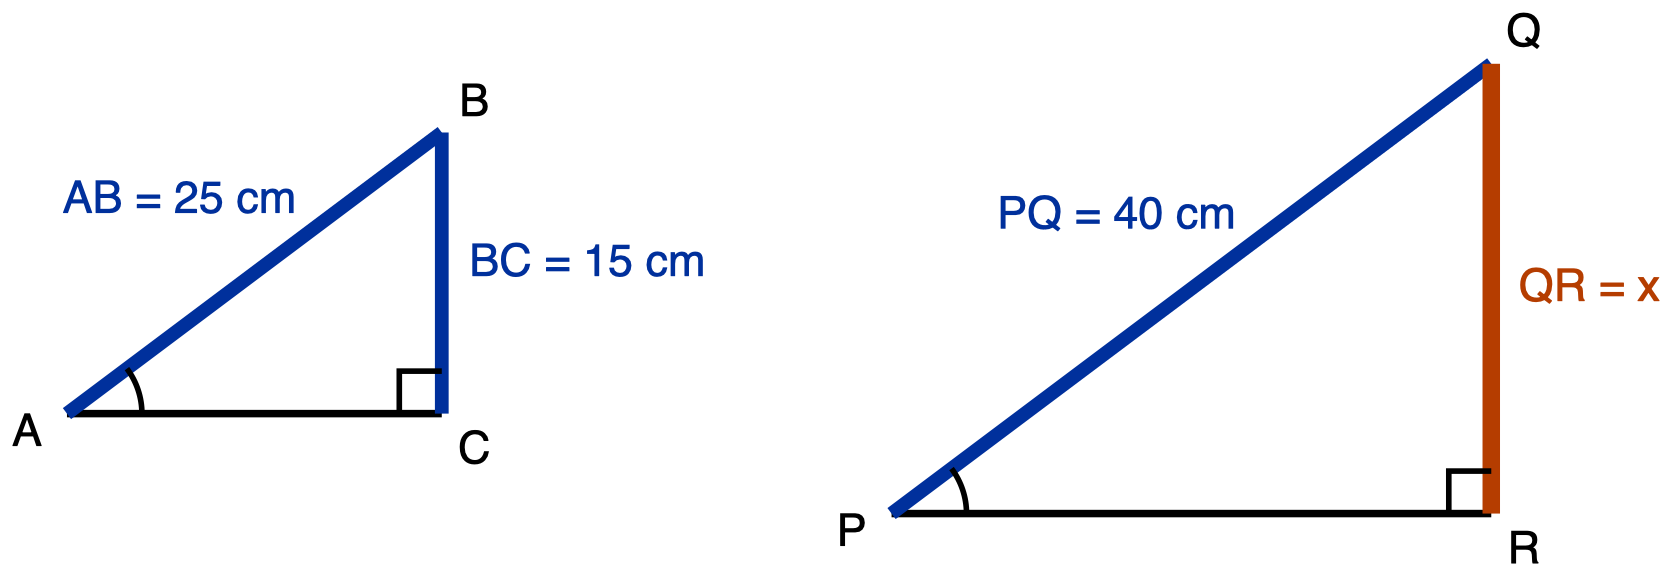 B
AB = 25 cm
BC = 15 cm
A
C
Q
PQ = 40 cm
QR = x
P
R